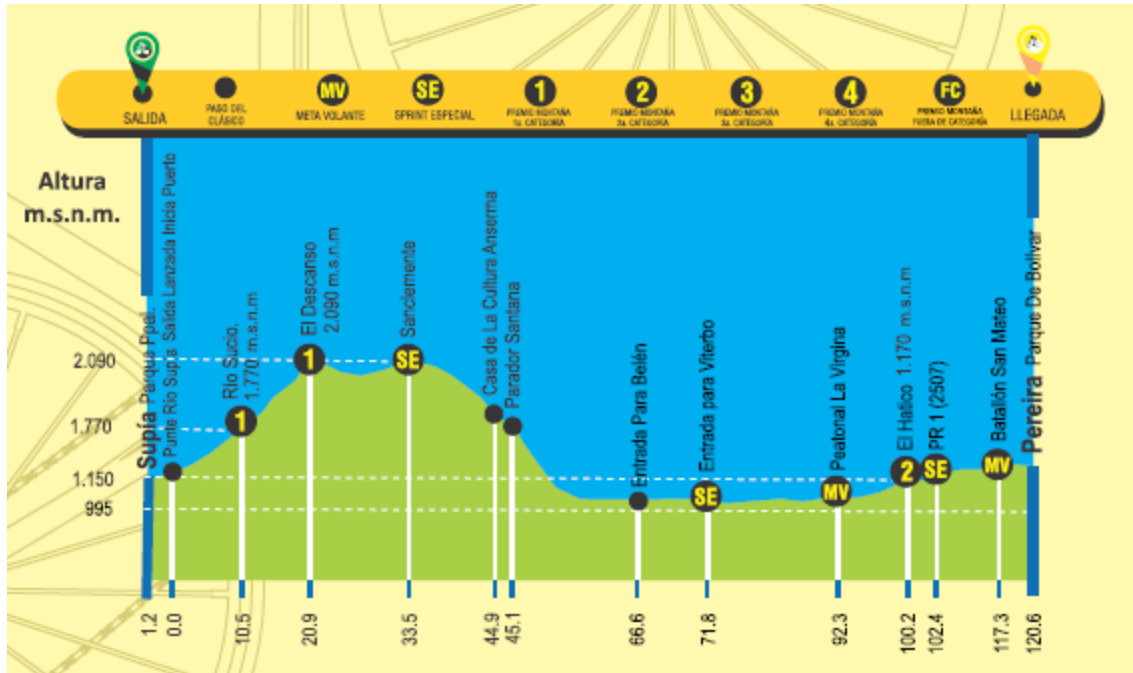 SALIDA
PASO DEL
CLÁSICO
MV
META VOLANTE
SE
SPRINT ESPECIAL
1
PREMIO MONTAÑA
1a. CATEGORÍA
2
PREMIO MONTAÑA
2a. CATEGORÍA
3
PREMIO MONTAÑA
3a. CATEGORÍA
4
PREMIO MONTAÑA
4a. CATEGORÍA
FC
PREMIO MONTAÑA
FUERA DE CATEGORÍA
LLEGADA
Altura
m.s.n.m.
2.090
1.770
1.150
995
Supía Parque Ppal.
Punte Rio Supía Salida Lanzada Inicia Puerto
Rio Sucio.
1.770 m.s.n.m
1
El Descanso
2.090 m.s.n.m
1
Sanclemente
SE
Casa de La Cultura Anserma
Parador Santana
Entrada Para Belén
Entrada para Viterbo
SE
Peatonal La Virgina
MV
El Hatico 1.170 m.s.n.m
2
PR 1 (2507)
SE
Batallón San Mateo
MV
Pereira Parque De Bolívar
1.2
0.0
10.5
20.9
33.5
44.9
45.1
66.6
71.8
92.3
100.2
102.4
117.3
120.6